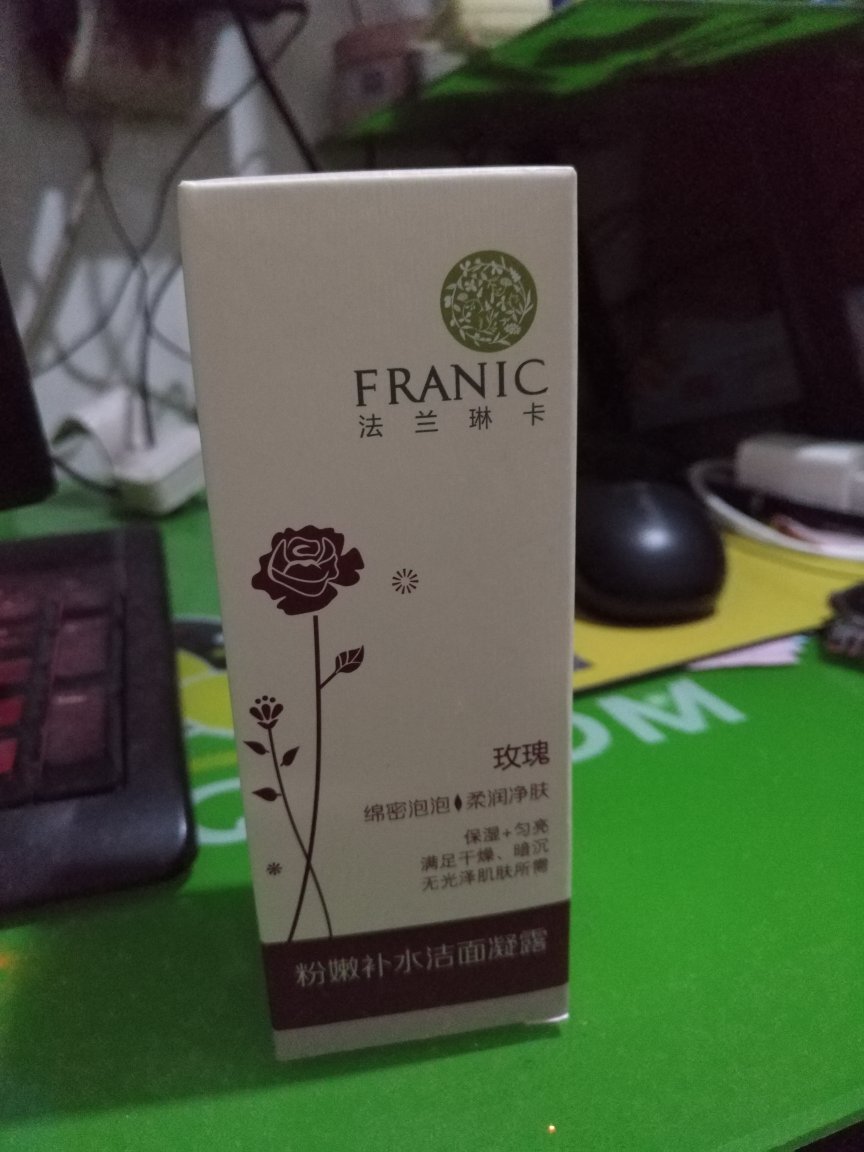 FRANIC
法兰琳卡
玫瑰
绵密泡泡 柔润净肤
保湿+匀亮
满足干燥、暗沉
无光泽肌肤所需
粉嫩补水洁面凝露
OM